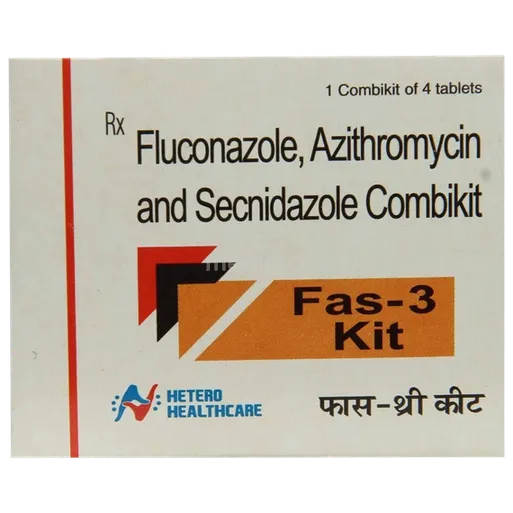 1 Combikit of 4 tablets
Rx
Fluconazole, Azithromycin
and Secnidazole Combikit
Fas-3
Kit
HETERO
HEALTHCARE
फास-थ्री कीट